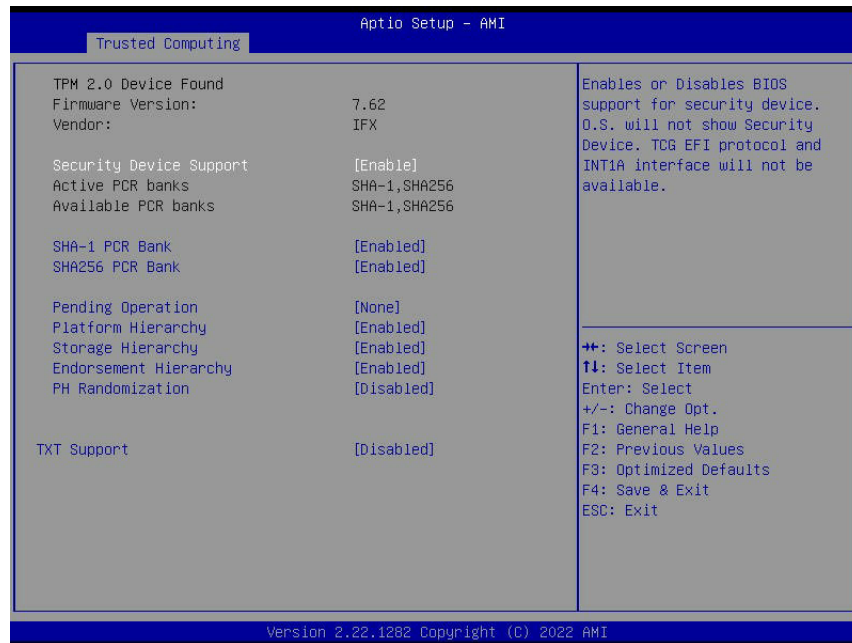 Aptio Setup - AMI
Trusted Computing
TPM 2.0 Device Found
Firmware Version: 7.62
Vendor: IFX
Security Device Support [Enable]
Active PCR banks SHA-1,SHA256
Available PCR banks SHA-1,SHA256
SHA-1 PCR Bank [Enabled]
SHA256 PCR Bank [Enabled]
Pending Operation [None]
Platform Hierarchy [Enabled]
Storage Hierarchy [Enabled]
Endorsement Hierarchy [Enabled]
PH Randomization [Disabled]
TXT Support [Disabled]
Enables or Disables BIOS
support for security device.
O.S. will not show Security
Device. TCG EFI protocol and
INT1A interface will not be
available.
→←: Select Screen
↑↓: Select Item
Enter: Select
+/-: Change Opt.
F1: General Help
F2: Previous Values
F3: Optimized Defaults
F4: Save & Exit
ESC: Exit
Version 2.22.1282 Copyright (C) 2022 AMI